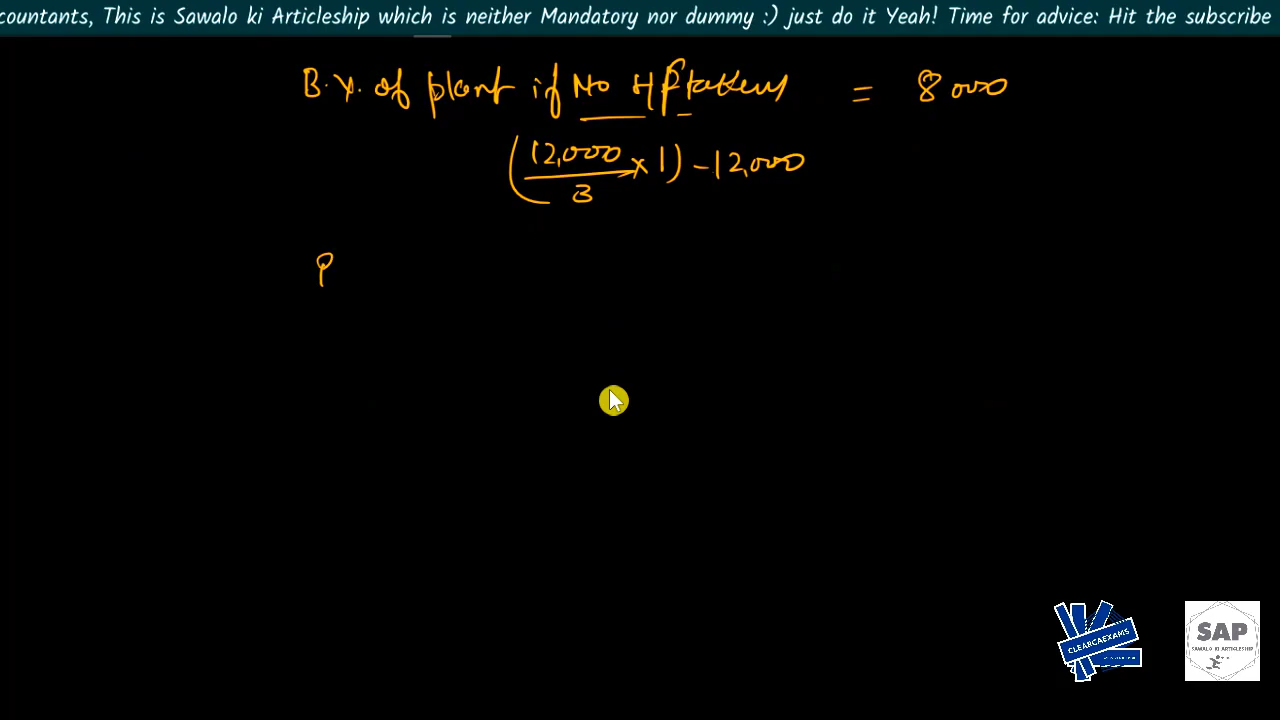 countants, This is Sawalo ki Articleship which is neither Mandatory nor dummy :) just do it Yeah! Time for advice: Hit the subscribe
B.V. of plant if No HP taken = 8000
(12,000/3 × 1) - 12,000
P
CLEARCAEXAMS
SAP
SAWALO KI ARTICLESHIP